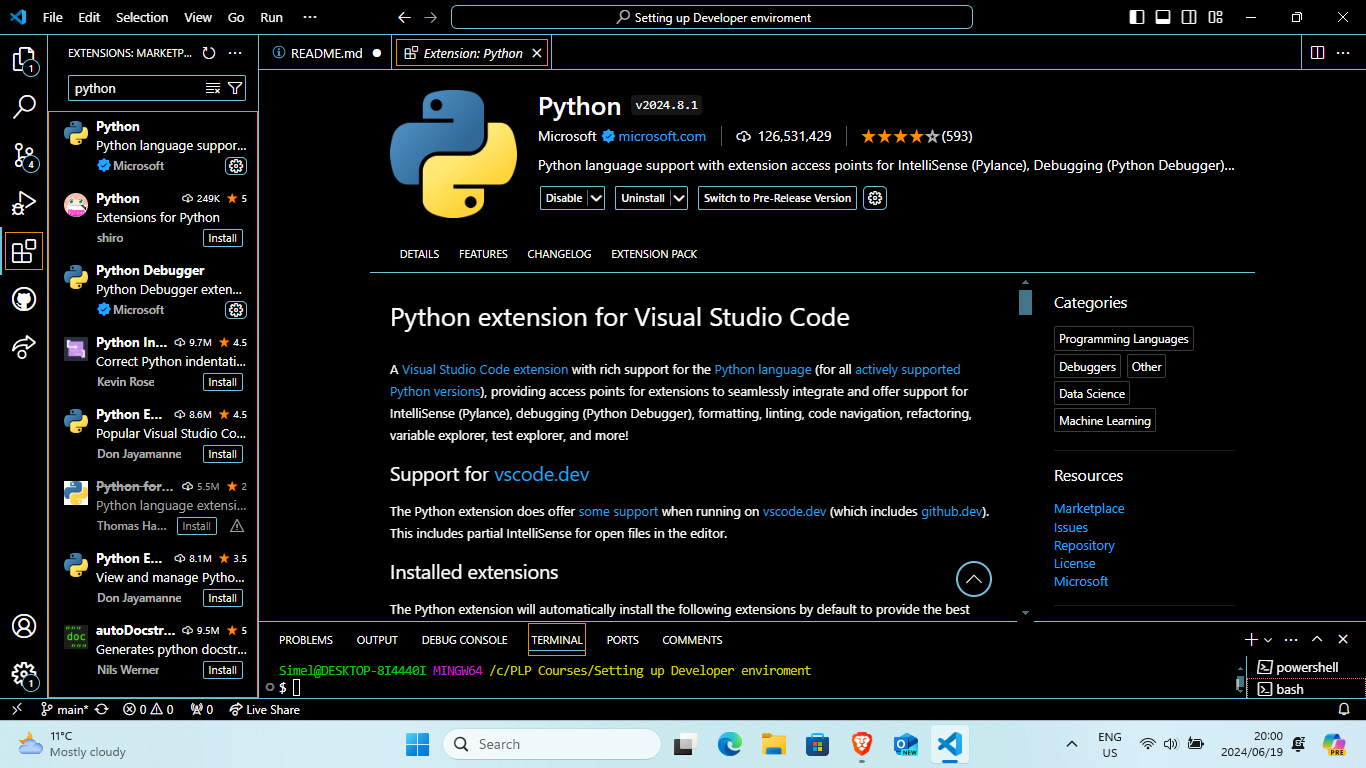 File Edit Selection View Go Run ···
Setting up Developer enviroment
EXTENSIONS: MARKETP...
README.md
Extension: Python
1
python
4
1
Python
Python language suppor...
Microsoft
Python 249K 5
Extensions for Python
shiro Install
Python Debugger
Python Debugger exten...
Microsoft
Python In... 9.7M 4.5
Correct Python indentati...
Kevin Rose Install
Python E... 8.6M 4.5
Popular Visual Studio Co...
Don Jayamanne Install
Python for... 5.5M 2
Python language extensi...
Thomas Ha... Install
Python E... 8.1M 3.5
View and manage Pytho...
Don Jayamanne Install
""" doc """
autoDocstr... 9.5M 5
Generates python docstr...
Nils Werner Install
Python v2024.8.1
Microsoft microsoft.com 126,531,429 (593)
Python language support with extension access points for IntelliSense (Pylance), Debugging (Python Debugger)...
Disable Uninstall Switch to Pre-Release Version
DETAILS FEATURES CHANGELOG EXTENSION PACK
Python extension for Visual Studio Code
A Visual Studio Code extension with rich support for the Python language (for all actively supported
Python versions), providing access points for extensions to seamlessly integrate and offer support for
IntelliSense (Pylance), debugging (Python Debugger), formatting, linting, code navigation, refactoring,
variable explorer, test explorer, and more!
Support for vscode.dev
The Python extension does offer some support when running on vscode.dev (which includes github.dev).
This includes partial IntelliSense for open files in the editor.
Installed extensions
The Python extension will automatically install the following extensions by default to provide the best
Categories
Programming Languages
Debuggers Other
Data Science
Machine Learning
Resources
Marketplace
Issues
Repository
License
Microsoft
PROBLEMS OUTPUT DEBUG CONSOLE TERMINAL PORTS COMMENTS
Simel@DESKTOP-8I4440I MINGW64 /c/PLP Courses/Setting up Developer enviroment
$
powershell
bash
main* 0 0 0 Live Share
11°C
Mostly cloudy
Search
NEW
ENG
US
20:00
2024/06/19
PRE